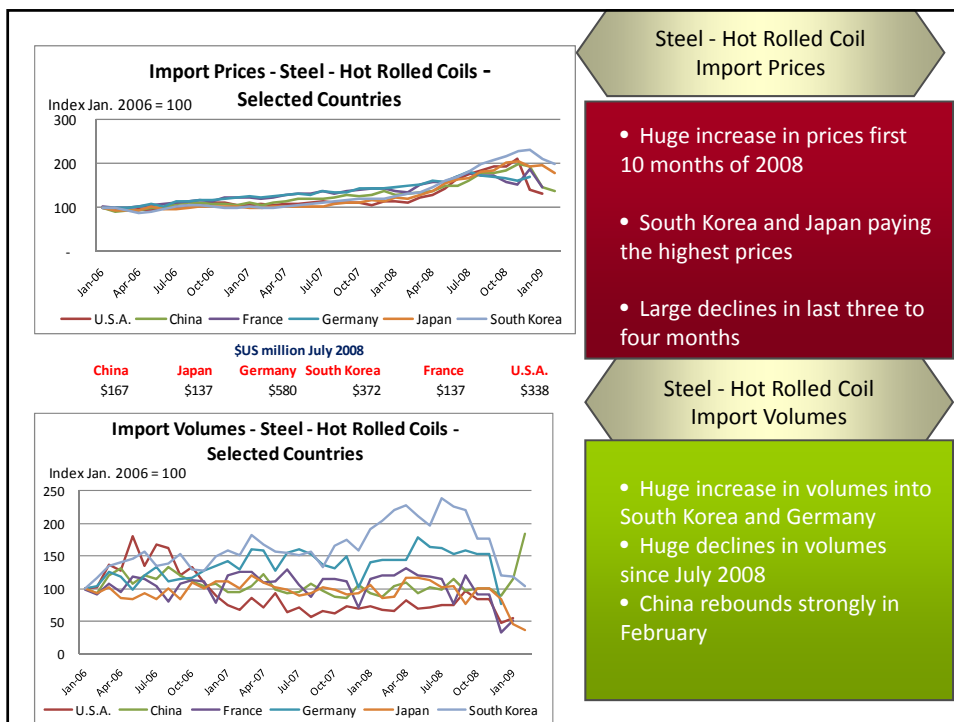 Import Prices - Steel - Hot Rolled Coils -
Selected Countries
Index Jan. 2006 = 100
300
200
100
-
Jan-06 Apr-06 Jul-06 Oct-06 Jan-07 Apr-07 Jul-07 Oct-07 Jan-08 Apr-08 Jul-08 Oct-08 Jan-09
U.S.A. China France Germany Japan South Korea
$US million July 2008
China Japan Germany South Korea France U.S.A.
$167 $137 $580 $372 $137 $338
Import Volumes - Steel - Hot Rolled Coils -
Selected Countries
Index Jan. 2006 = 100
250
200
150
100
50
0
Jan-06 Apr-06 Jul-06 Oct-06 Jan-07 Apr-07 Jul-07 Oct-07 Jan-08 Apr-08 Jul-08 Oct-08 Jan-09
U.S.A. China France Germany Japan South Korea
Steel - Hot Rolled Coil
Import Prices
• Huge increase in prices first
10 months of 2008
• South Korea and Japan paying
the highest prices
• Large declines in last three to
four months
Steel - Hot Rolled Coil
Import Volumes
• Huge increase in volumes into
South Korea and Germany
• Huge declines in volumes
since July 2008
• China rebounds strongly in
February